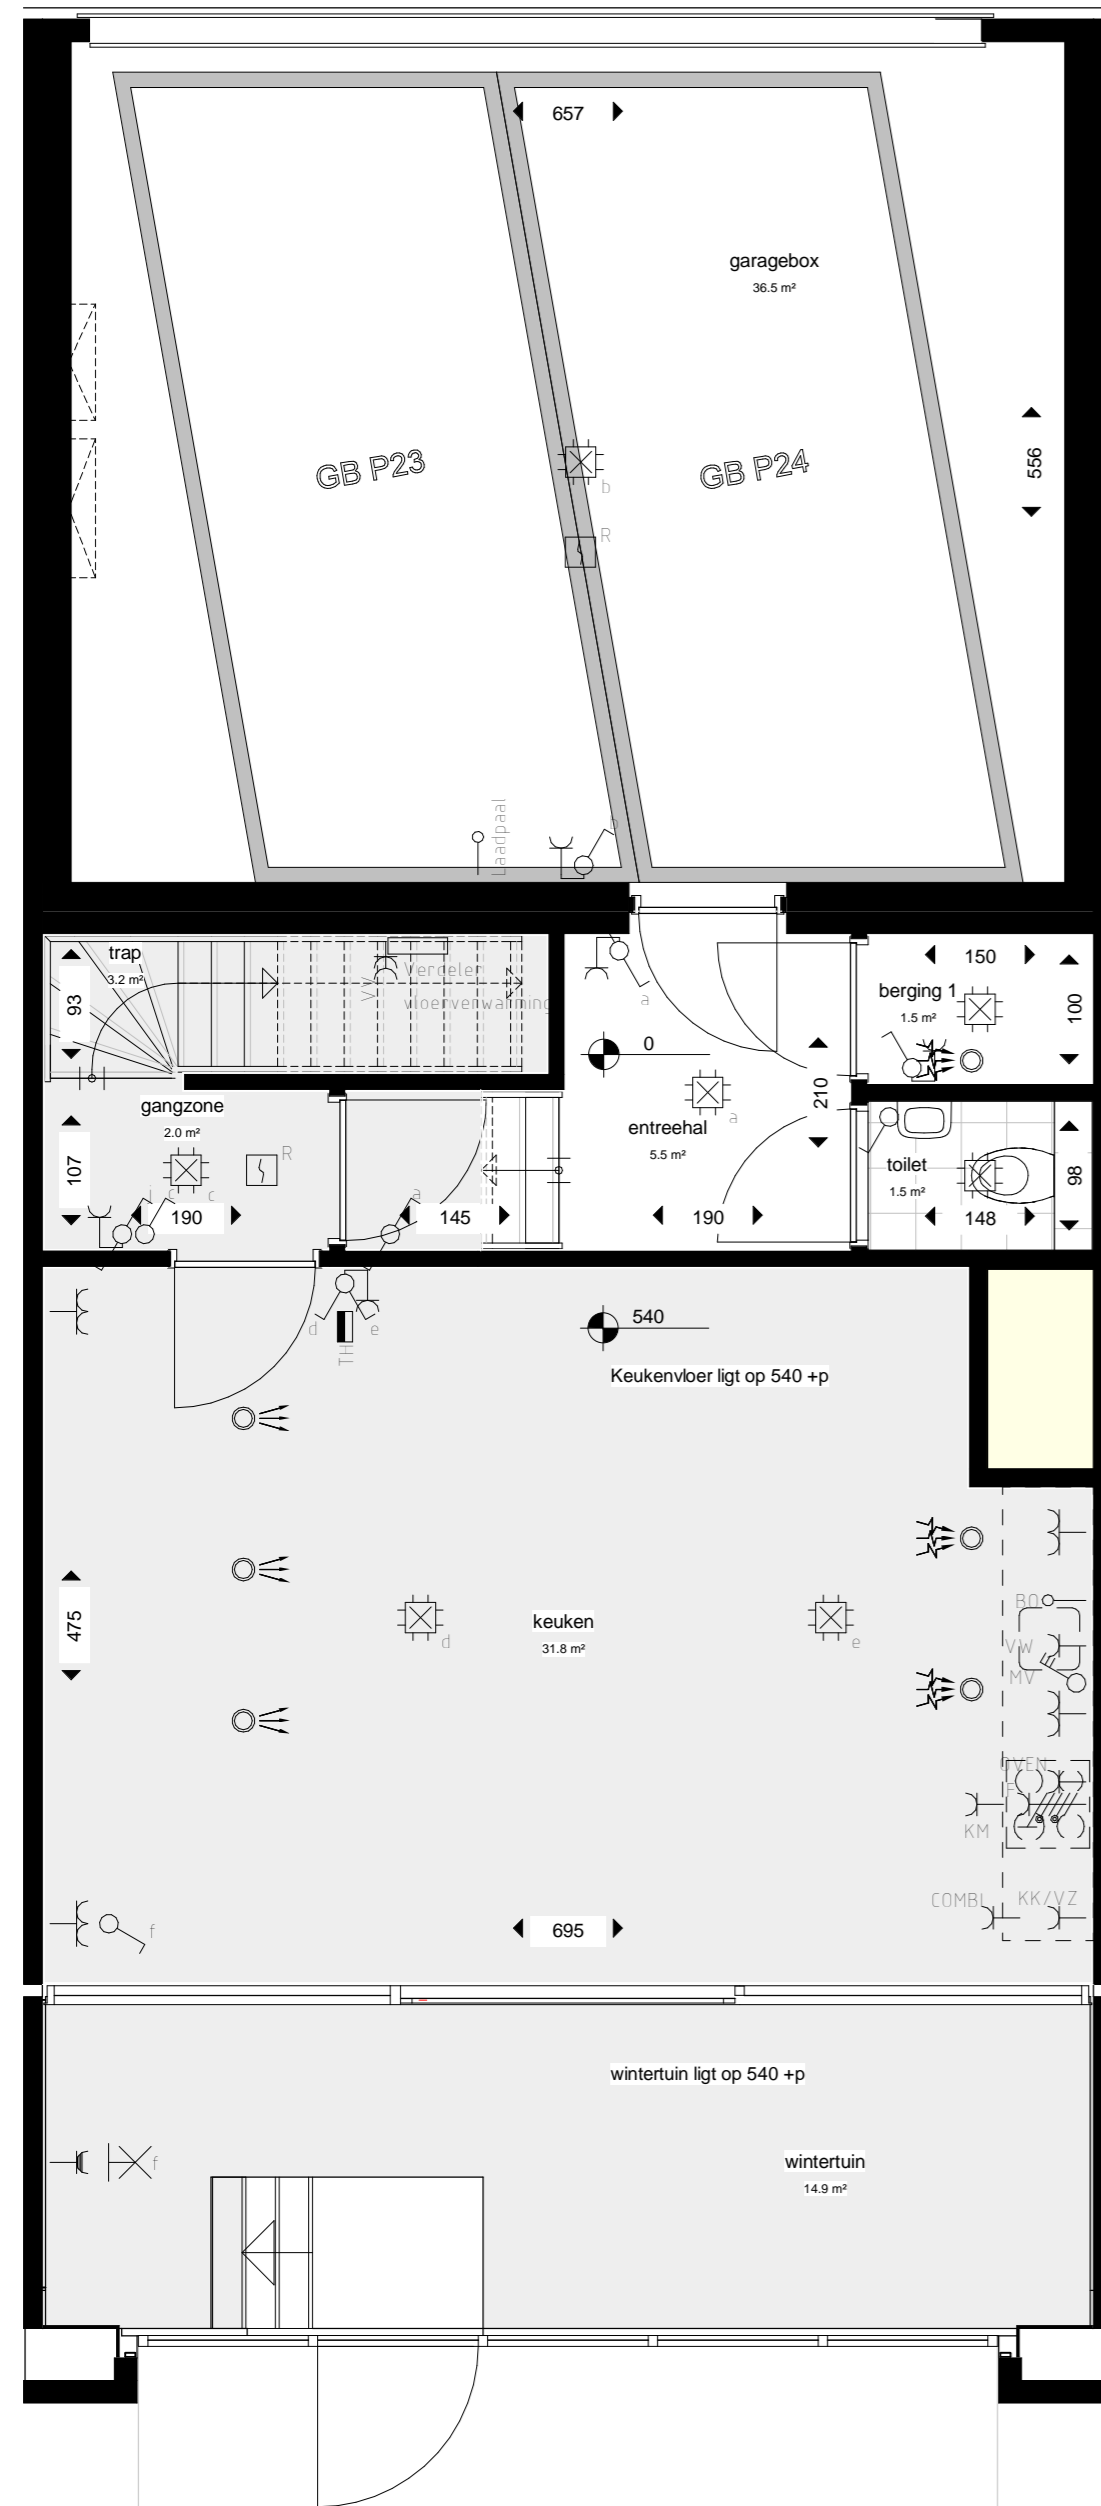 657
garagebox
36.5 m²
GB P23
GB P24
556
b
R
Laadpaal
b
trap
3.2 m²
93
VV
Verdeler
vloerverwarming
a
150
berging 1
1.5 m²
100
0
210
a
gangzone
2.0 m²
entreehal
5.5 m²
107
R
c
c
190
a
145
190
toilet
1.5 m²
98
148
d
e
TH
540
Keukenvloer ligt op 540 +p
475
keuken
31.8 m²
d
e
BO
VW
MV
OVEN
F
KM
COMBI
KK/VZ
f
695
wintertuin ligt op 540 +p
wintertuin
14.9 m²
f